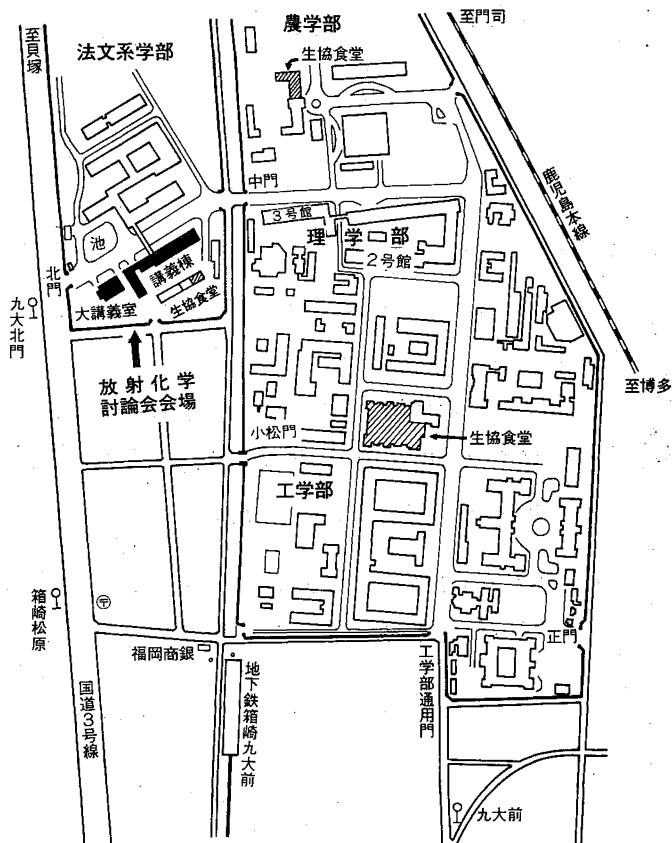 農学部
至門司
至貝塚
法文系学部
生協食堂
中門
鹿児島本線
3号館
理学部
2号館
池
講義棟
北門
大講義室
生協食堂
九大北門
放射化学
討論会会場
至博多
小松門
生協食堂
工学部
箱崎松原
〒
正門
福岡商銀
工学部通用門
国道3号線
地下鉄箱崎九大前
九大前